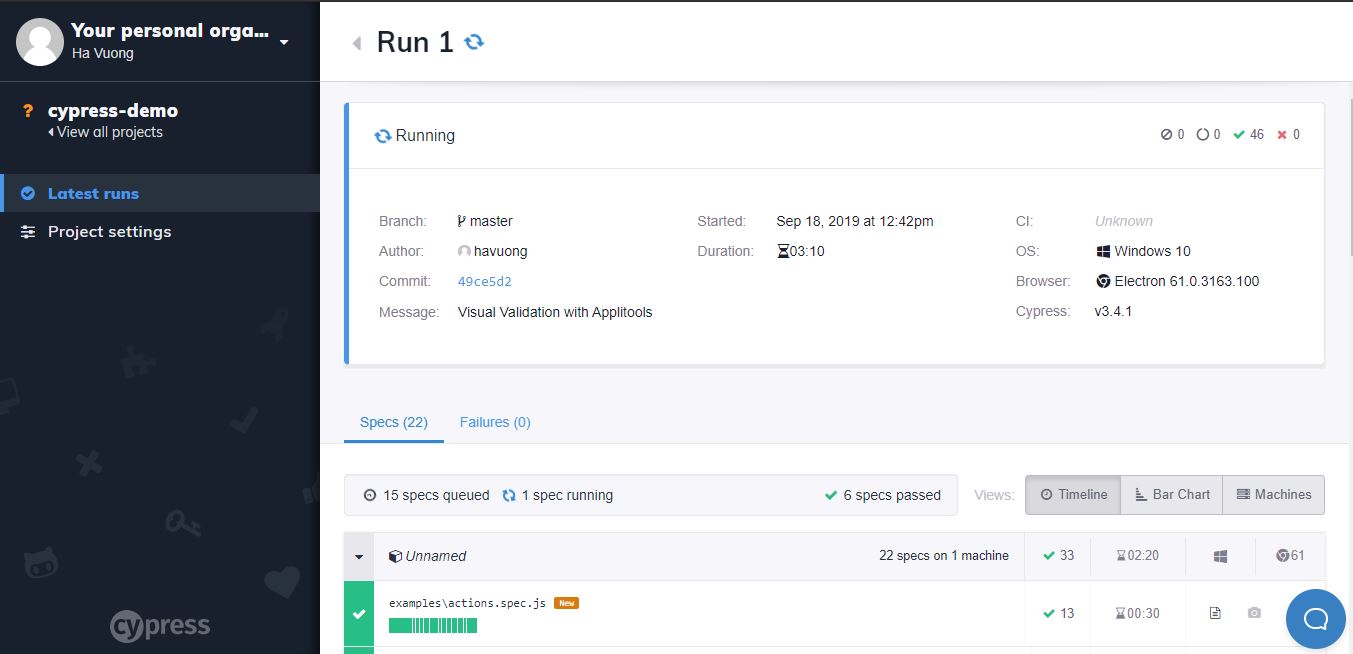 Your personal orga...
Ha Vuong
? cypress-demo
View all projects
Latest runs
Project settings
cypress
Run 1
Running
0 0 46 0
Branch: master
Author: havuong
Commit: 49ce5d2
Message: Visual Validation with Applitools
Started: Sep 18, 2019 at 12:42pm
Duration: 03:10
CI: Unknown
OS: Windows 10
Browser: Electron 61.0.3163.100
Cypress: v3.4.1
Specs (22) Failures (0)
15 specs queued 1 spec running 6 specs passed Views: Timeline Bar Chart Machines
Unnamed 22 specs on 1 machine 33 02:20 61
examples\actions.spec.js New 13 00:30